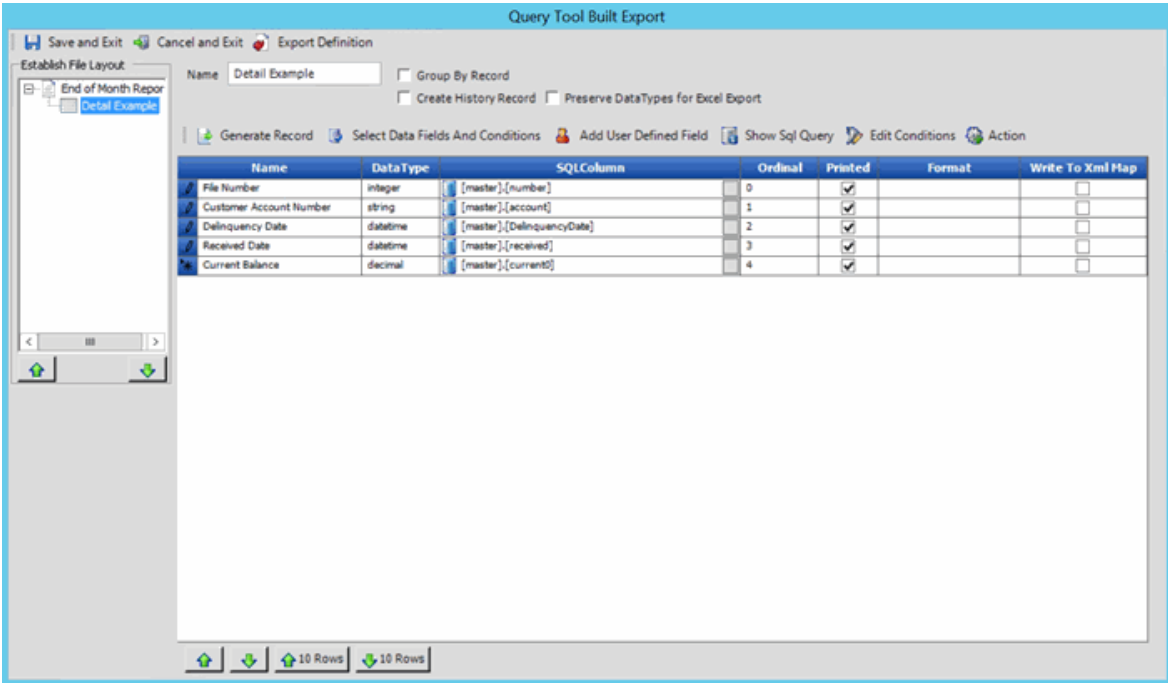 Query Tool Built Export
Save and Exit Cancel and Exit Export Definition
Establish File Layout
End of Month Repor
Detail Example
Name Detail Example Group By Record
Create History Record Preserve DataTypes for Excel Export
Generate Record Select Data Fields And Conditions Add User Defined Field Show Sql Query Edit Conditions Action
Name DataType SQLColumn Ordinal Printed Format Write To Xml Map
File Number integer [master].[number] 0
Customer Account Number string [master].[account] 1
Delinquency Date datetime [master].[DelinquencyDate] 2
Received Date datetime [master].[received] 3
Current Balance decimal [master].[current0] 4
10 Rows 10 Rows